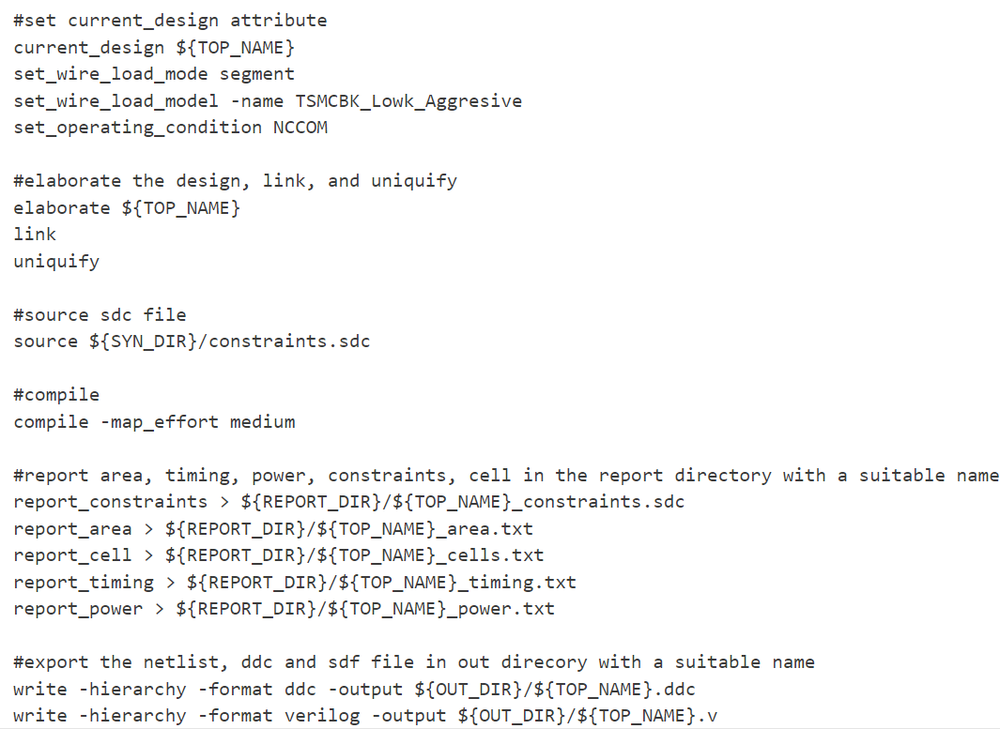 #set current_design attribute
current_design ${TOP_NAME}
set_wire_load_mode segment
set_wire_load_model -name TSMCBK_Lowk_Aggresive
set_operating_condition NCCOM
#elaborate the design, link, and uniquify
elaborate ${TOP_NAME}
link
uniquify
#source sdc file
source ${SYN_DIR}/constraints.sdc
#compile
compile -map_effort medium
#report area, timing, power, constraints, cell in the report directory with a suitable name
report_constraints > ${REPORT_DIR}/${TOP_NAME}_constraints.sdc
report_area > ${REPORT_DIR}/${TOP_NAME}_area.txt
report_cell > ${REPORT_DIR}/${TOP_NAME}_cells.txt
report_timing > ${REPORT_DIR}/${TOP_NAME}_timing.txt
report_power > ${REPORT_DIR}/${TOP_NAME}_power.txt
#export the netlist, ddc and sdf file in out direcory with a suitable name
write -hierarchy -format ddc -output ${OUT_DIR}/${TOP_NAME}.ddc
write -hierarchy -format verilog -output ${OUT_DIR}/${TOP_NAME}.v